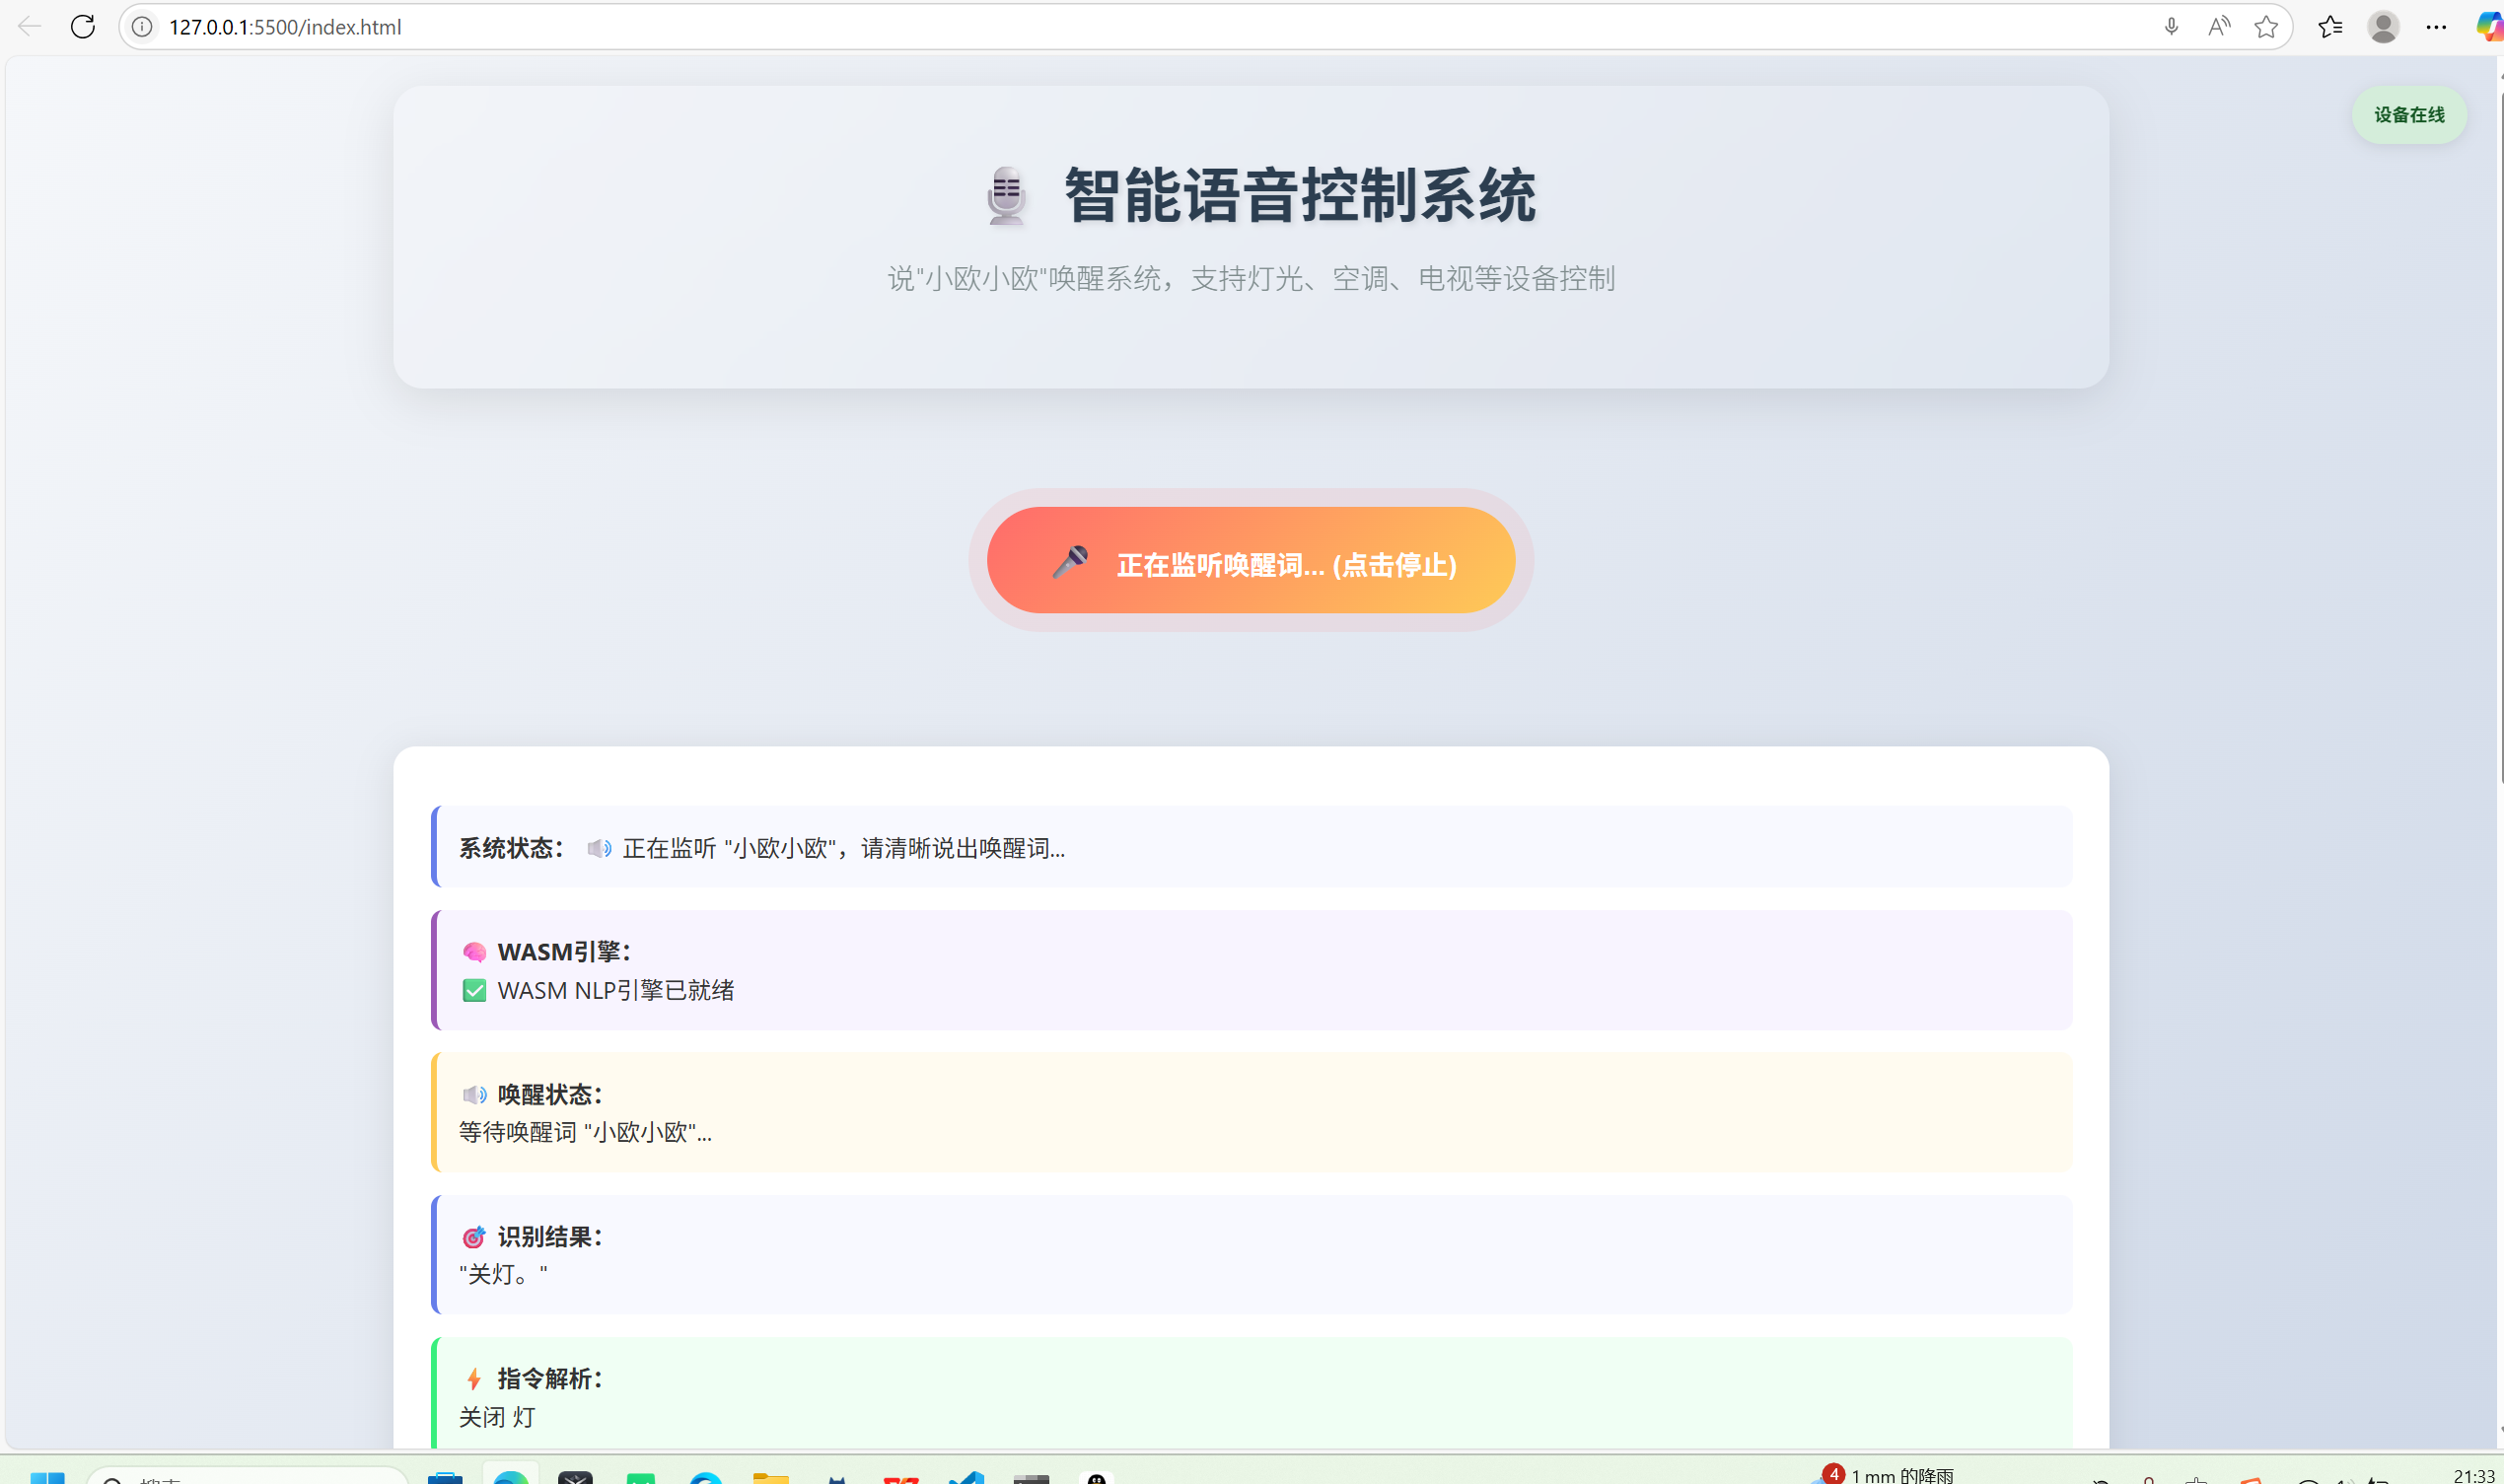 127.0.0.1:5500/index.html
设备在线
智能语音控制系统
说"小欧小欧"唤醒系统，支持灯光、空调、电视等设备控制
正在监听唤醒词... (点击停止)
系统状态： 正在监听 "小欧小欧"，请清晰说出唤醒词...
WASM引擎：
WASM NLP引擎已就绪
唤醒状态：
等待唤醒词 "小欧小欧"...
识别结果：
"关灯。"
指令解析：
关闭 灯
搜索
4
1 mm 的降雨
21:33